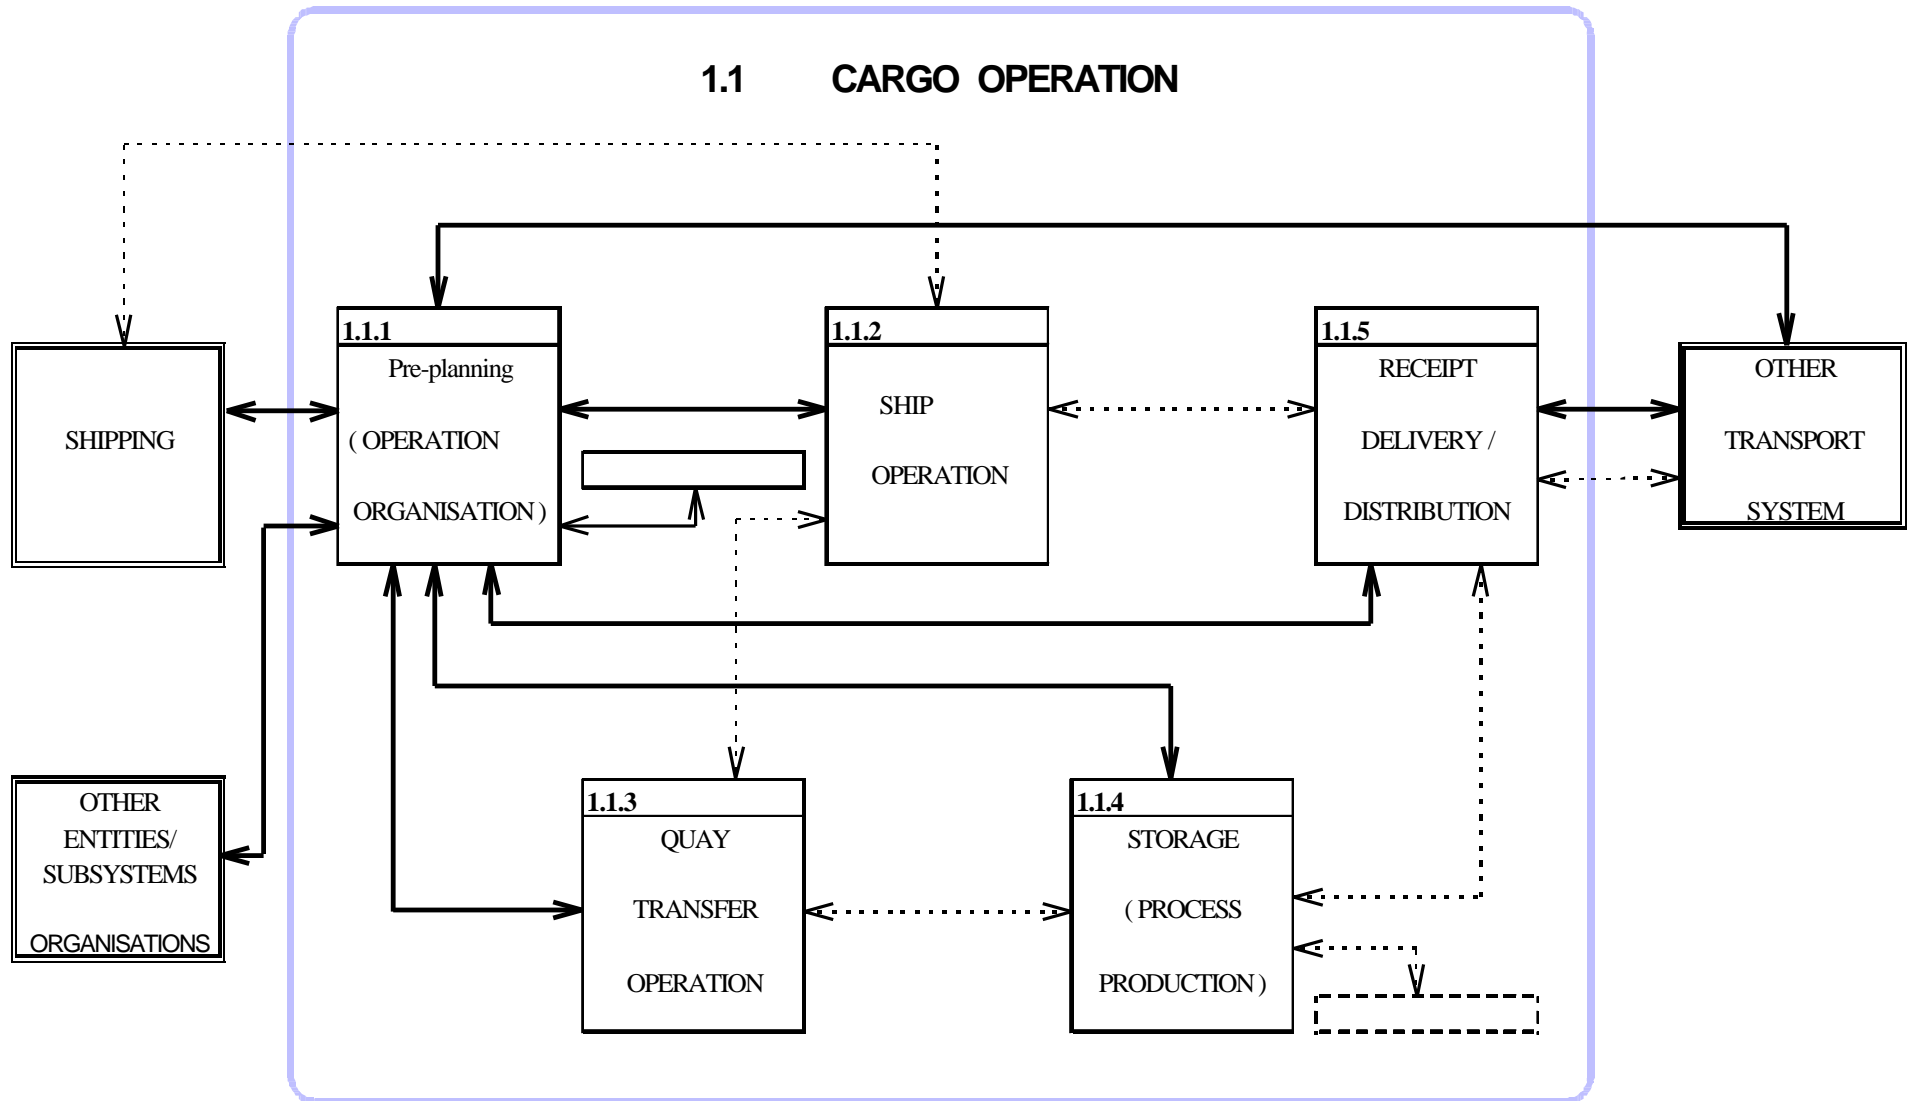 1.1 CARGO OPERATION
SHIPPING
1.1.1
Pre-planning
( OPERATION
ORGANISATION )
1.1.2
SHIP
OPERATION
1.1.5
RECEIPT
DELIVERY /
DISTRIBUTION
OTHER
TRANSPORT
SYSTEM
OTHER
ENTITIES/
SUBSYSTEMS
ORGANISATIONS
1.1.3
QUAY
TRANSFER
OPERATION
1.1.4
STORAGE
( PROCESS
PRODUCTION )